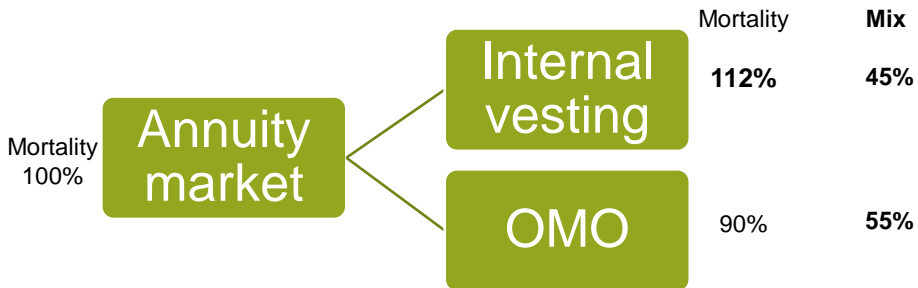 Mortality Mix
Internal
vesting
112% 45%
Annuity
market
Mortality
100%
OMO
90% 55%